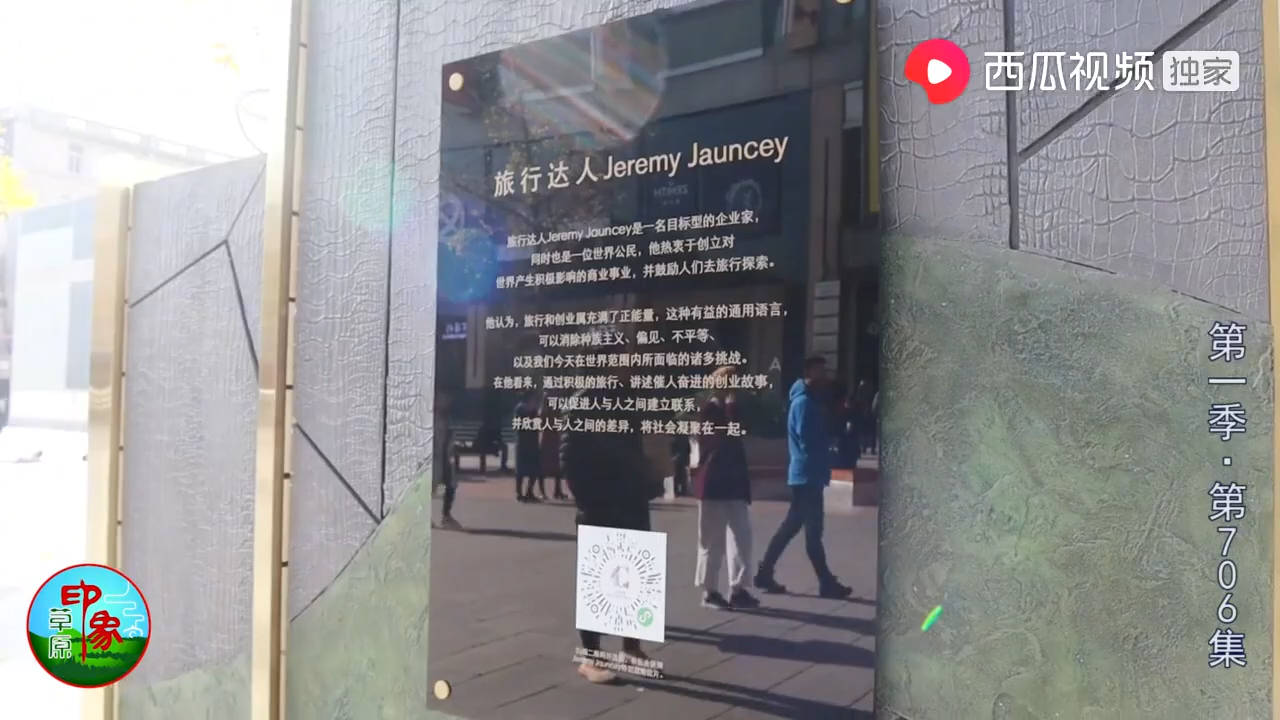 西瓜视频 独家
旅行达人Jeremy Jauncey
旅行达人Jeremy Jauncey是一名目标型的企业家，
同时也是一位世界公民，他热衷于创立对
世界产生积极影响的商业事业，并鼓励人们去旅行探索。
他认为，旅行和创业属充满了正能量，这种有益的通用语言，
可以消除种族主义、偏见、不平等、
以及我们今天在世界范围内所面临的诸多挑战。
在他看来，通过积极的旅行、讲述催人奋进的创业故事，
可以促进人与人之间建立联系，
并欣赏人与人之间的差异，将社会凝聚在一起。
Jeremy Jauncey
第一季·第706集
印象
草原